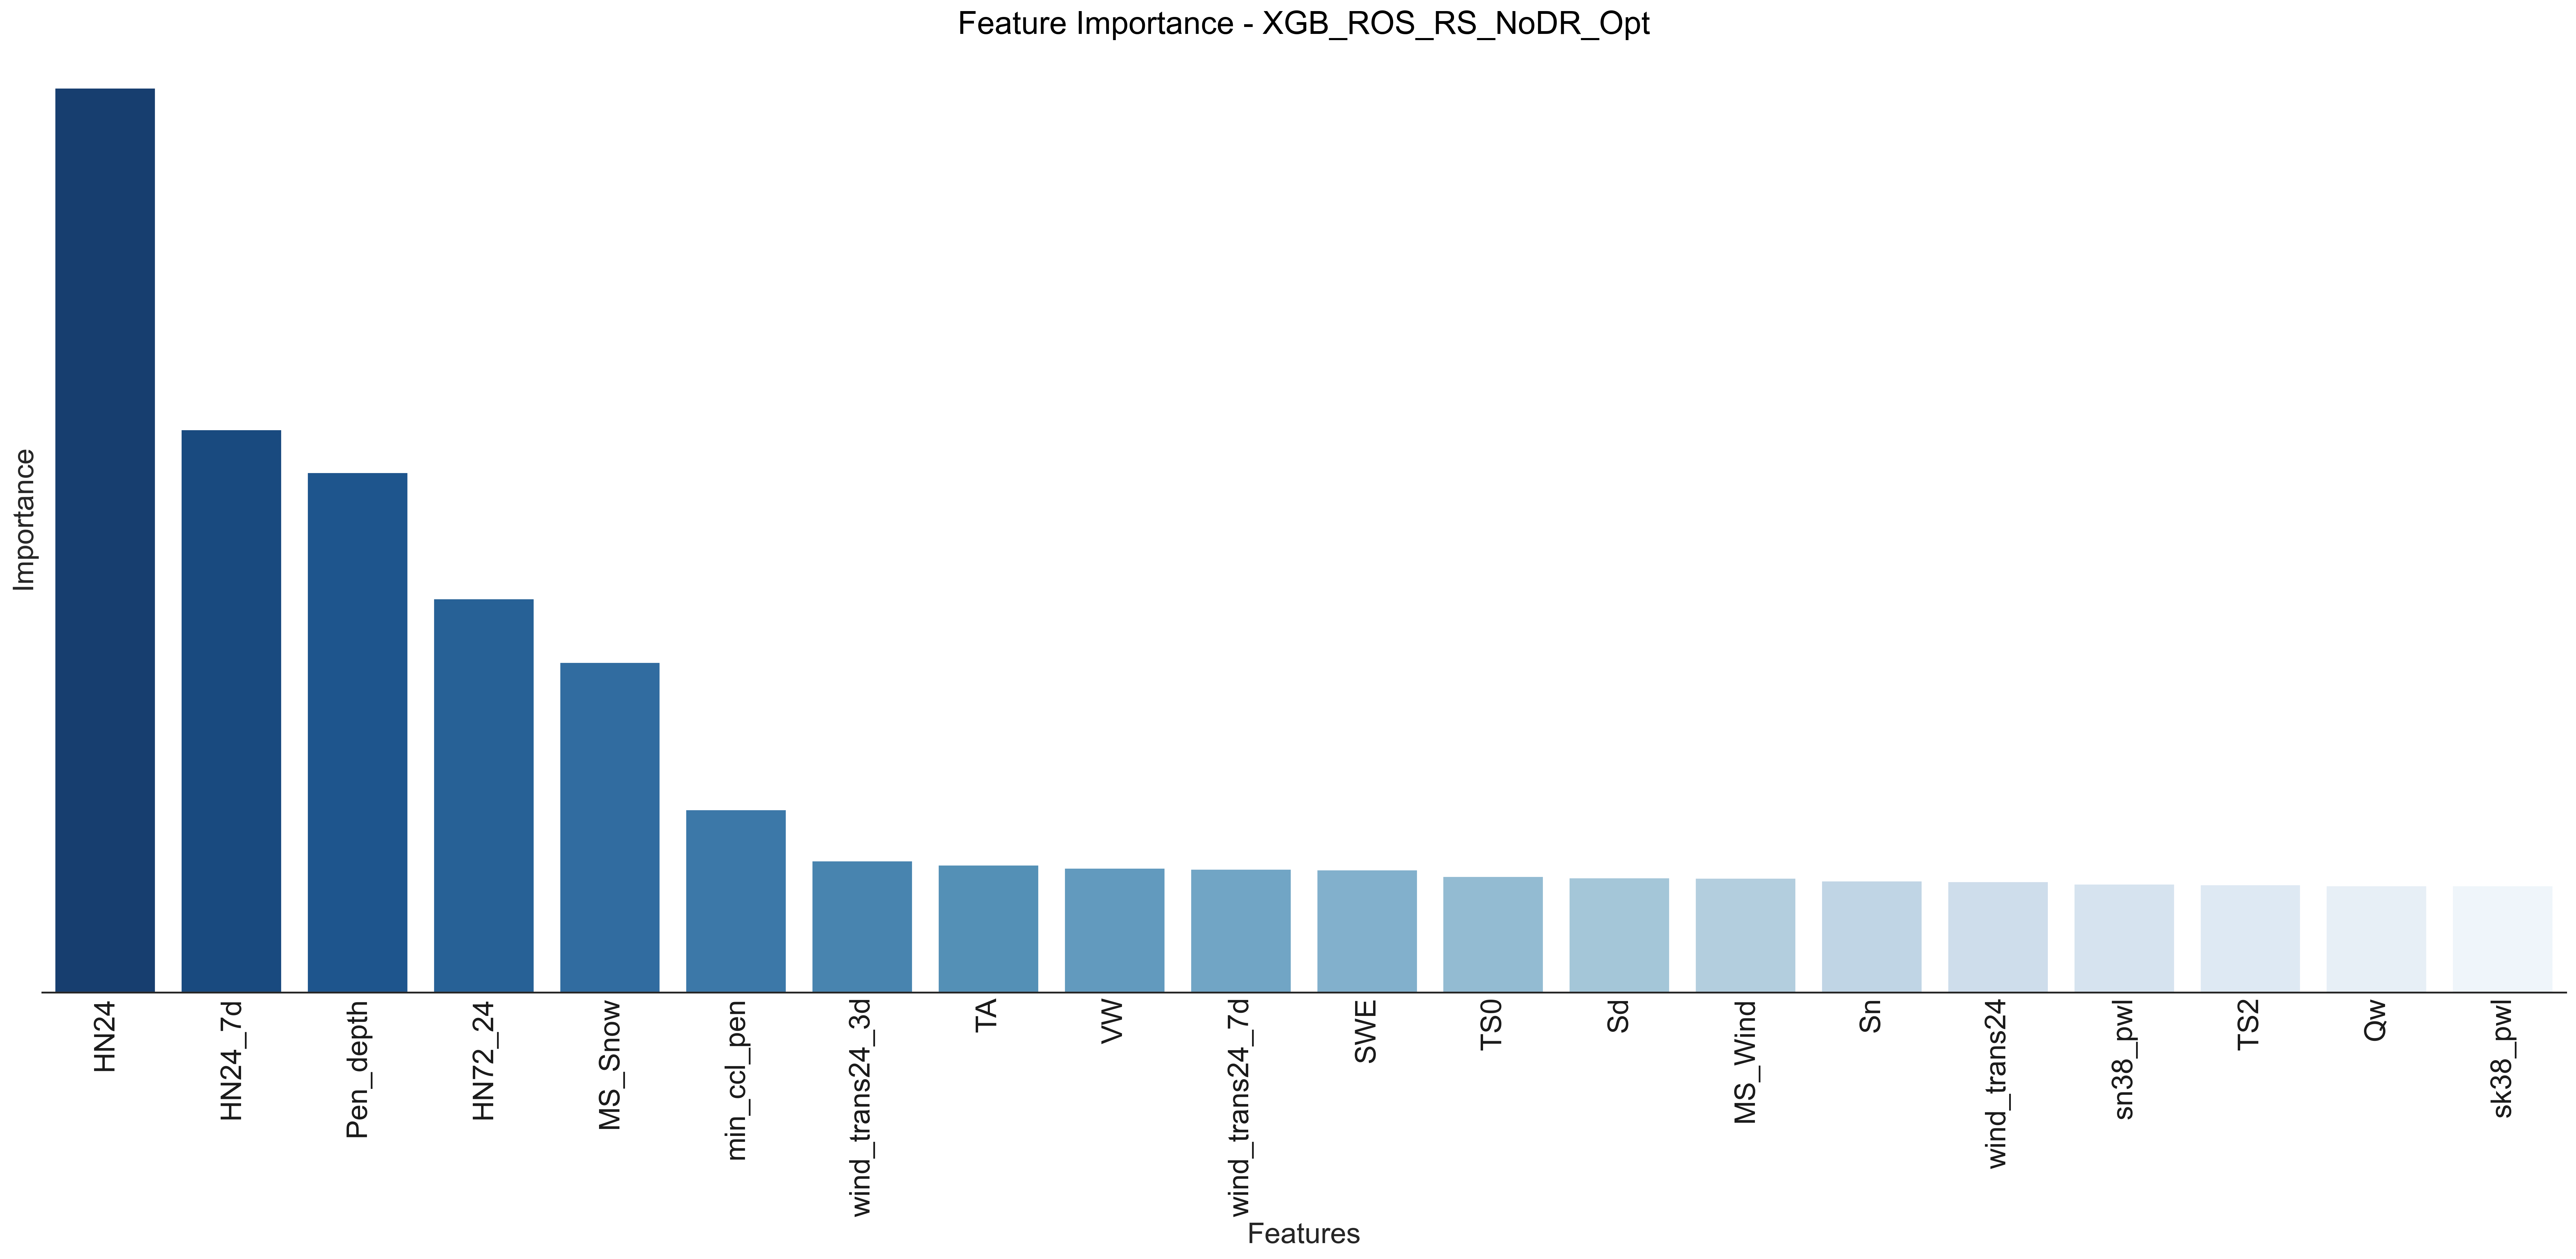 Feature Importance - XGB_ROS_RS_NoDR_Opt
Importance
HN24
HN24_7d
Pen_depth
HN72_24
MS_Snow
min_ccl_pen
wind_trans24_3d
TA
VW
wind_trans24_7d
SWE
TS0
Sd
MS_Wind
Sn
wind_trans24
sn38_pwl
TS2
Qw
sk38_pwl
Features